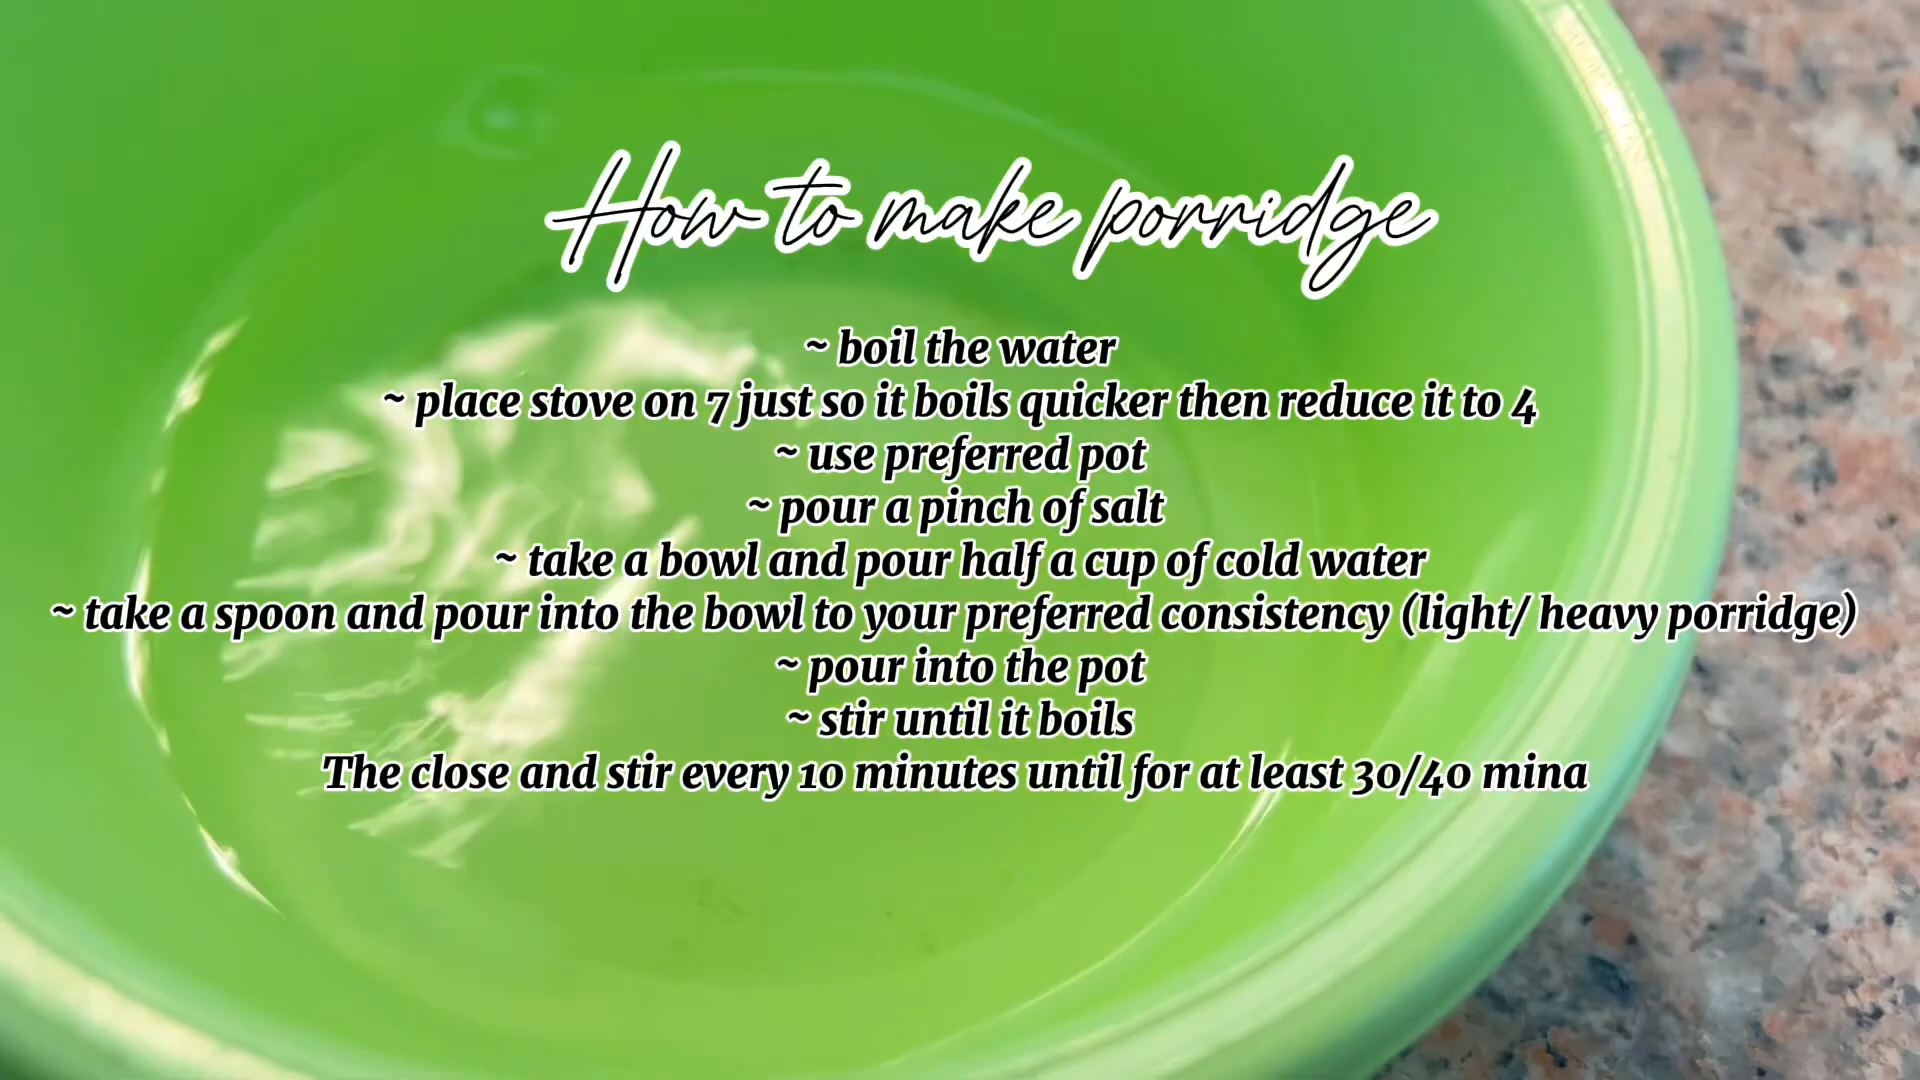 How to make porridge
~ boil the water
~ place stove on 7 just so it boils quicker then reduce it to 4
~ use preferred pot
~ pour a pinch of salt
~ take a bowl and pour half a cup of cold water
~ take a spoon and pour into the bowl to your preferred consistency (light/ heavy porridge)
~ pour into the pot
~ stir until it boils
The close and stir every 10 minutes until for at least 30/40 mina